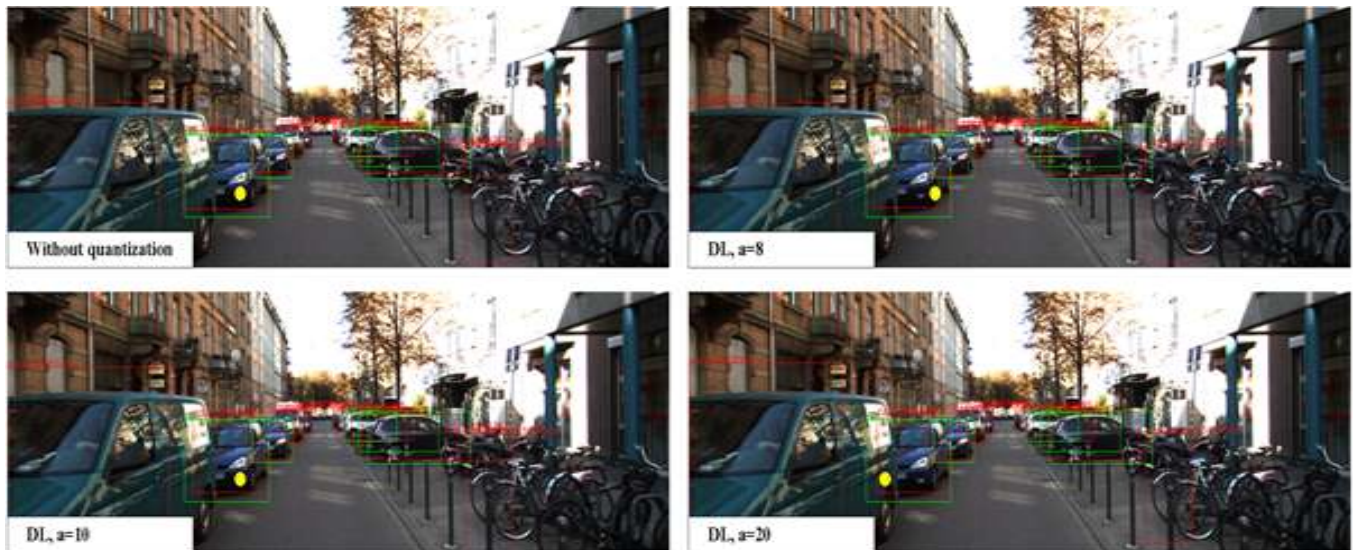 Without quantization
DL, a=8
DL, a=10
DL, a=20